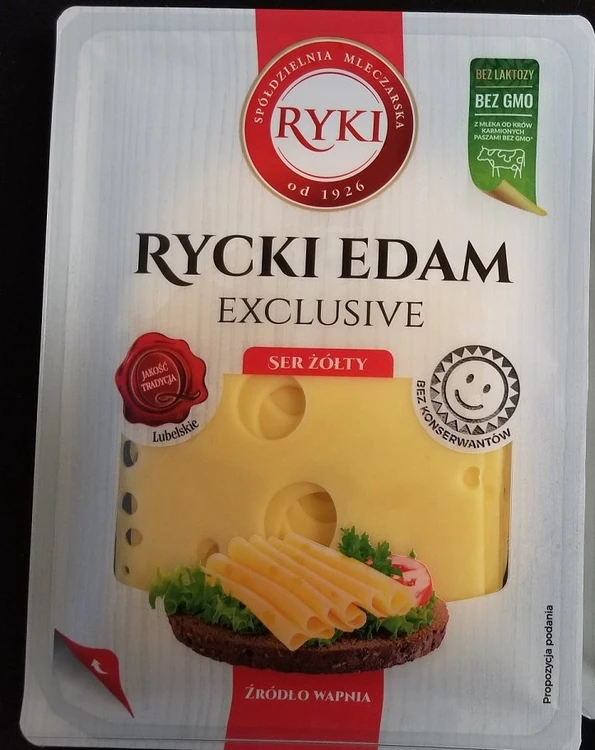 SPÓŁDZIELNIA MLECZARSKA
RYKI
od 1926
BEZ LAKTOZY
BEZ GMO
Z MLEKA OD KRÓW
KARMIONYCH
PASZAMI BEZ GMO*
RYCKI EDAM
EXCLUSIVE
SER ŻÓŁTY
JAKOŚĆ
TRADYCJA
Lubelskie
BEZ KONSERWANTÓW
Propozycja podania
ŹRÓDŁO WAPNIA